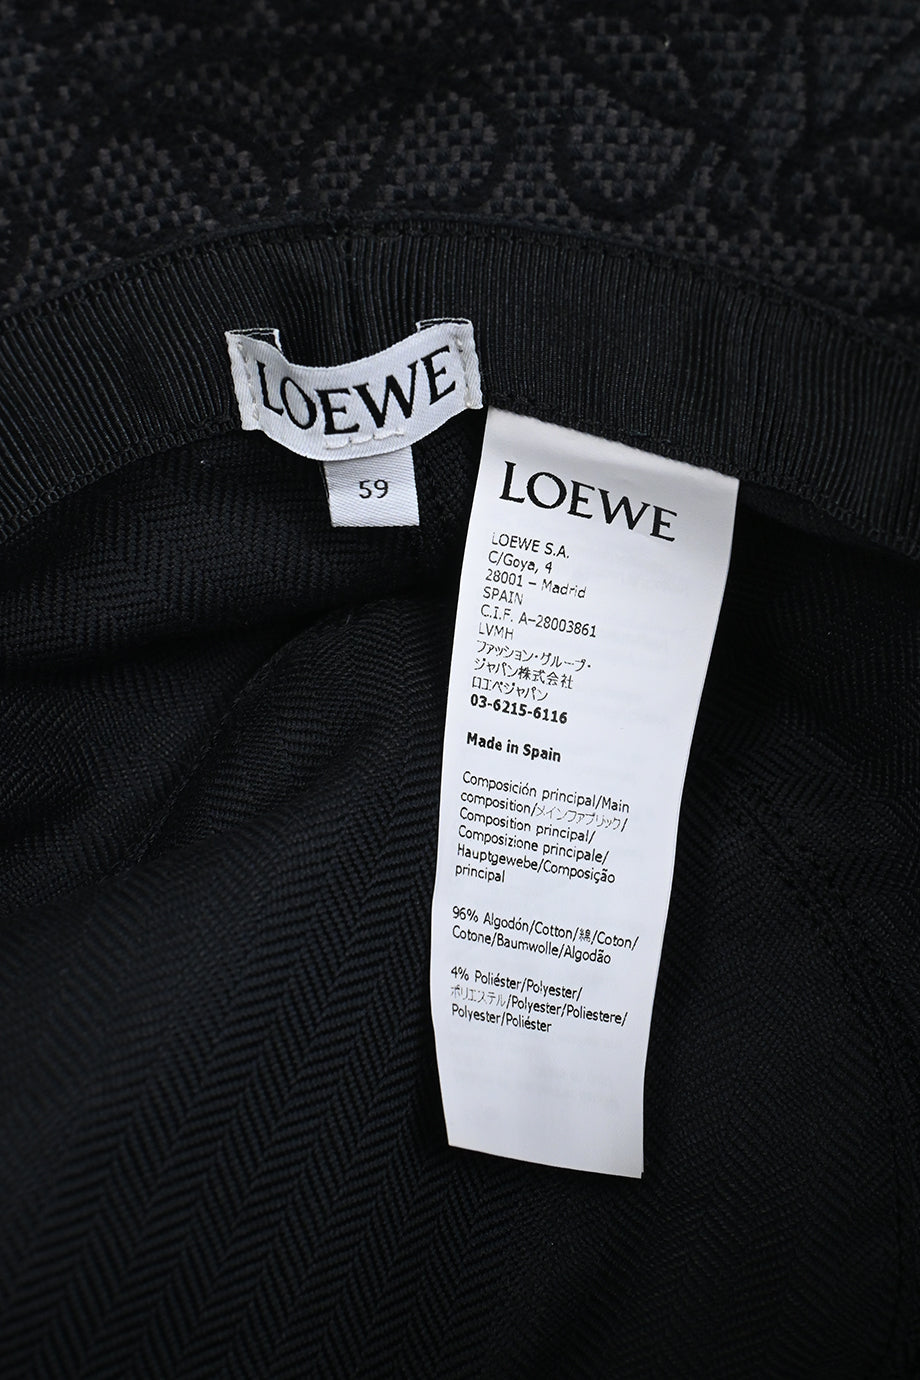 LOEWE
59
LOEWE
LOEWE S.A.
C/Goya, 4
28001 – Madrid
SPAIN
C.I.F. A-28003861
LVMH
ファッション・グループ・
ジャパン株式会社
ロエベジャパン
03-6215-6116
Made in Spain
Composición principal/Main
composition/メインファブリック/
Composition principal/
Composizione principale/
Hauptgewebe/Composição
principal
96% Algodón/Cotton/綿/Coton/
Cotone/Baumwolle/Algodão
4% Poliéster/Polyester/
ポリエステル/Polyester/Poliestere/
Polyester/Poliéster